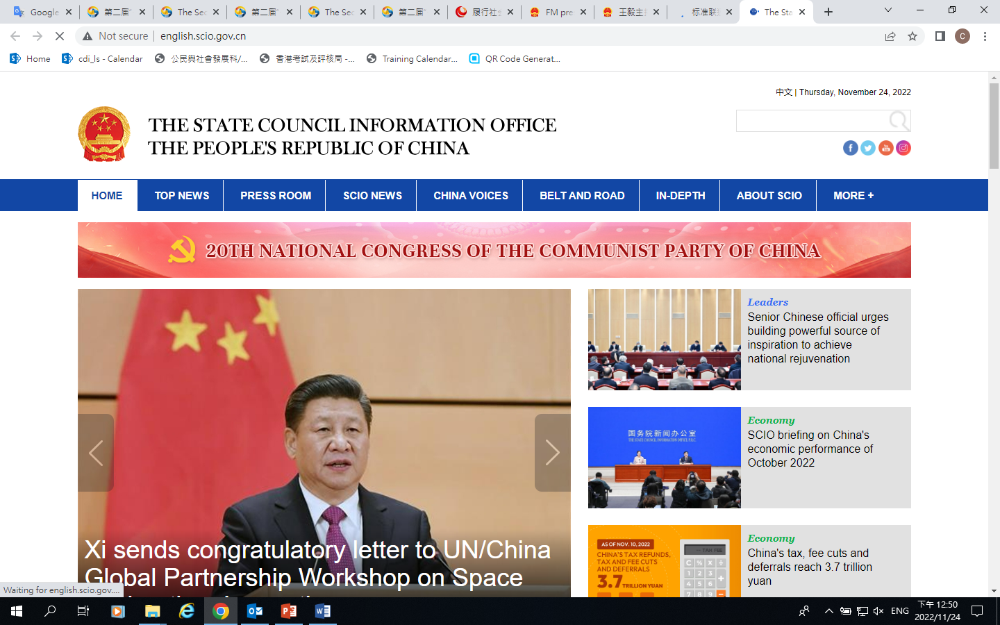 Google
第二届"
The Sec
第二届"
The Sec
第二届"
履行社会
FM pre
王毅主
标准联
The Sta
Not secure
english.scio.gov.cn
C
Home
cdi_ls - Calendar
公民與社會發展科/...
香港考試及評核局 -...
Training Calendar...
QR Code Generat...
中文 | Thursday, November 24, 2022
THE STATE COUNCIL INFORMATION OFFICE
THE PEOPLE'S REPUBLIC OF CHINA
HOME
TOP NEWS
PRESS ROOM
SCIO NEWS
CHINA VOICES
BELT AND ROAD
IN-DEPTH
ABOUT SCIO
MORE +
20TH NATIONAL CONGRESS OF THE COMMUNIST PARTY OF CHINA
Leaders
Senior Chinese official urges
building powerful source of
inspiration to achieve
national rejuvenation
国务院新闻办公室
THE STATE COUNCIL INFORMATION OFFICE, P.R.C.
Economy
SCIO briefing on China's
economic performance of
October 2022
AS OF NOV. 10, 2022
CHINA'S TAX REFUNDS,
TAX AND FEE CUTS
AND DEFERRALS
3.7 TRILLION YUAN
TAX FEE
Economy
China's tax, fee cuts and
deferrals reach 3.7 trillion
yuan
Xi sends congratulatory letter to UN/China
Global Partnership Workshop on Space
Waiting for english.scio.gov....
ENG
下午 12:50
2022/11/24